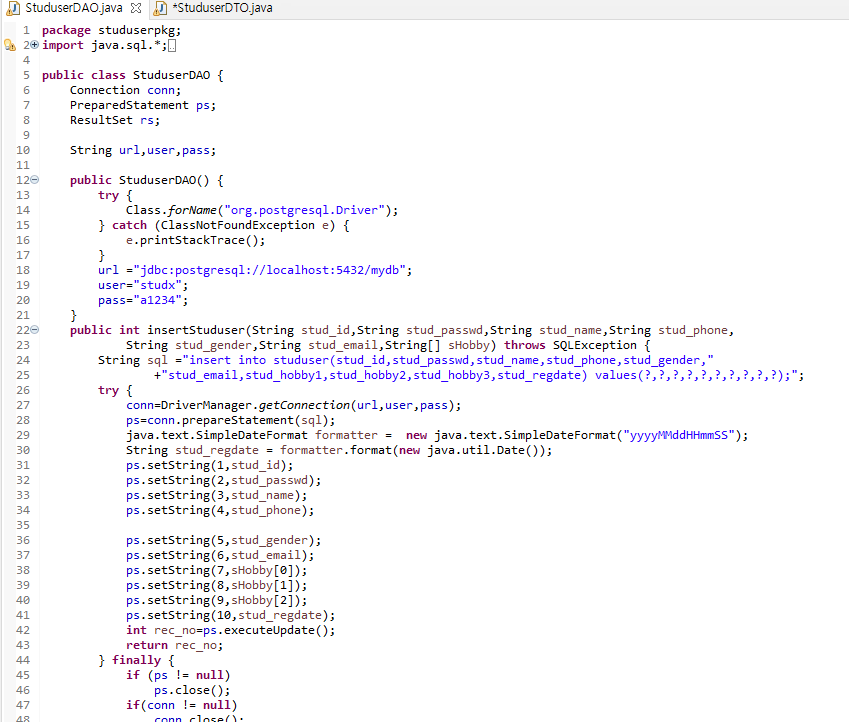 StuduserDAO.java *StuduserDTO.java
1 package studuserpkg;
2 import java.sql.*;
4
5 public class StuduserDAO {
6 Connection conn;
7 PreparedStatement ps;
8 ResultSet rs;
9
10 String url,user,pass;
11
12 public StuduserDAO() {
13 try {
14 Class.forName("org.postgresql.Driver");
15 } catch (ClassNotFoundException e) {
16 e.printStackTrace();
17 }
18 url ="jdbc:postgresql://localhost:5432/mydb";
19 user="studx";
20 pass="a1234";
21 }
22 public int insertStuduser(String stud_id,String stud_passwd,String stud_name,String stud_phone,
23 String stud_gender,String stud_email,String[] sHobby) throws SQLException {
24 String sql ="insert into studuser(stud_id,stud_passwd,stud_name,stud_phone,stud_gender,"
25 +"stud_email,stud_hobby1,stud_hobby2,stud_hobby3,stud_regdate) values(?,?,?,?,?,?,?,?,?,?);";
26 try {
27 conn=DriverManager.getConnection(url,user,pass);
28 ps=conn.prepareStatement(sql);
29 java.text.SimpleDateFormat formatter = new java.text.SimpleDateFormat("yyyyMMddHHmmSS");
30 String stud_regdate = formatter.format(new java.util.Date());
31 ps.setString(1,stud_id);
32 ps.setString(2,stud_passwd);
33 ps.setString(3,stud_name);
34 ps.setString(4,stud_phone);
35
36 ps.setString(5,stud_gender);
37 ps.setString(6,stud_email);
38 ps.setString(7,sHobby[0]);
39 ps.setString(8,sHobby[1]);
40 ps.setString(9,sHobby[2]);
41 ps.setString(10,stud_regdate);
42 int rec_no=ps.executeUpdate();
43 return rec_no;
44 } finally {
45 if (ps != null)
46 ps.close();
47 if(conn != null)
48 conn.close();